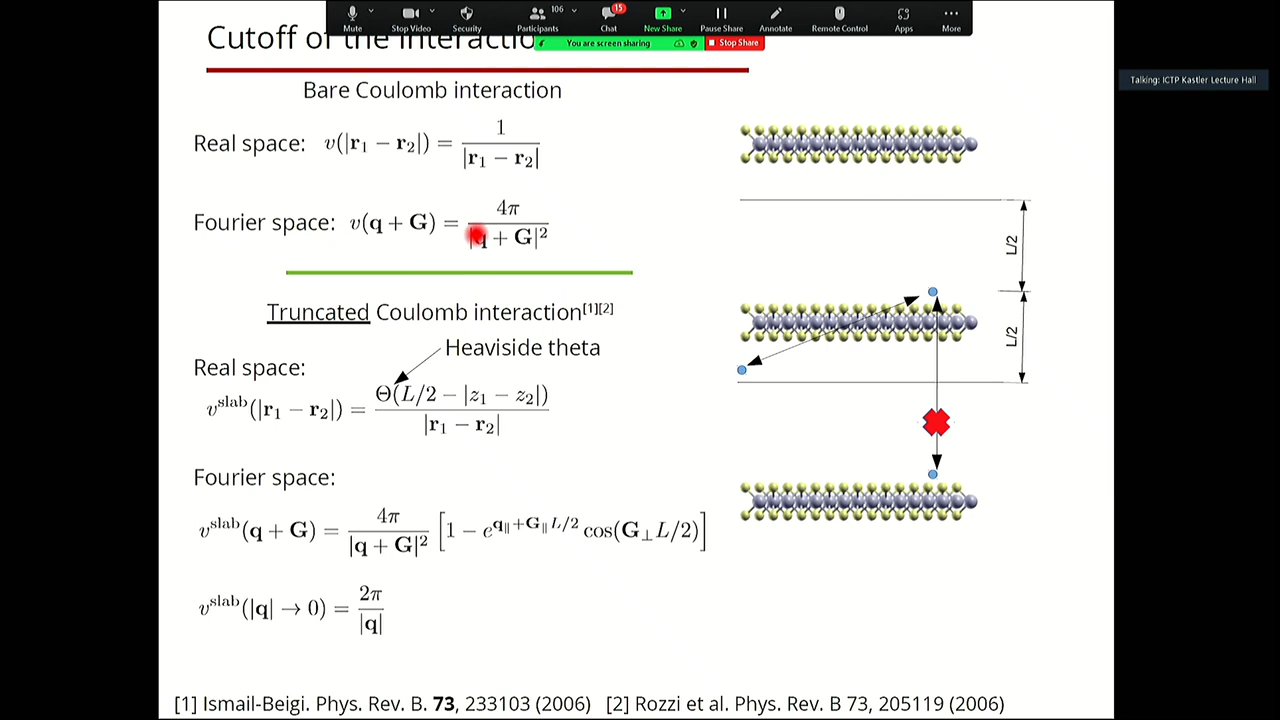 106
15
Mute
Stop Video
Security
Participants
Chat
New Share
Pause Share
Annotate
Remote Control
Apps
More
You are screen sharing
Stop Share
Talking: ICTP Kastler Lecture Hall
Cutoff of the interactio
Bare Coulomb interaction
Real space: v(|r₁ − r₂|) = 1 / |r₁ − r₂|
Fourier space: v(q + G) = 4π / |q + G|²
Truncated Coulomb interaction[1][2]
Heaviside theta
Real space:
v^slab(|r₁ − r₂|) = Θ(L/2 − |z₁ − z₂|) / |r₁ − r₂|
Fourier space:
v^slab(q + G) = 4π / |q + G|² [1 − e^{q∥+G∥L/2} cos(G⊥L/2)]
v^slab(|q| → 0) = 2π / |q|
L/2
L/2
[1] Ismail-Beigi. Phys. Rev. B. 73, 233103 (2006) [2] Rozzi et al. Phys. Rev. B 73, 205119 (2006)